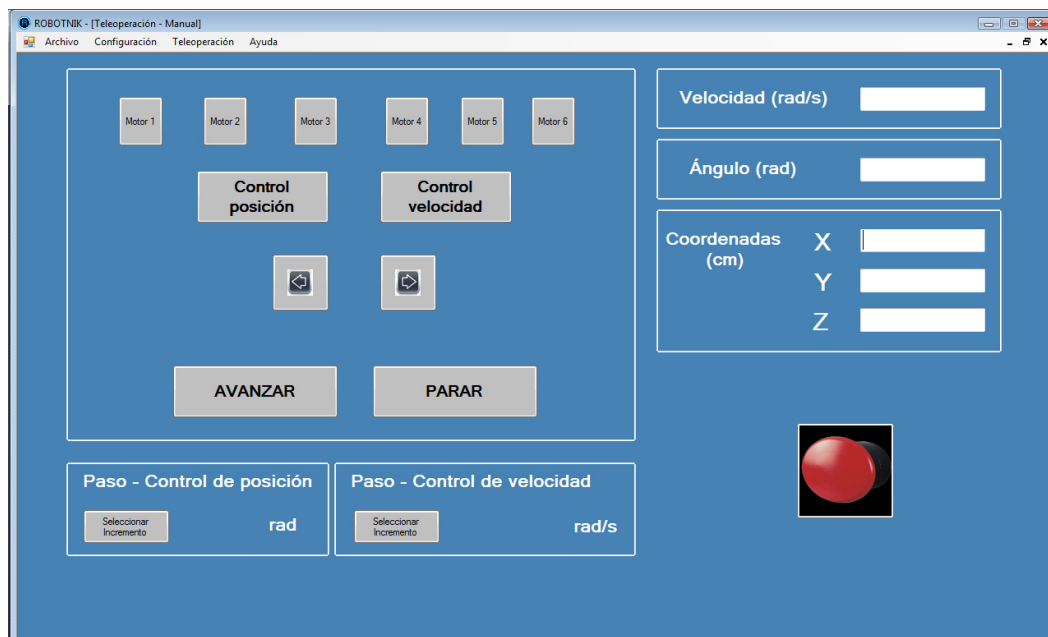 ROBOTNIK - [Teleoperación - Manual]
Archivo Configuración Teleoperación Ayuda
Motor 1 Motor 2 Motor 3 Motor 4 Motor 5 Motor 6
Control
posición
Control
velocidad
AVANZAR PARAR
Paso - Control de posición
Seleccionar
Incremento
rad
Paso - Control de velocidad
Seleccionar
Incremento
rad/s
Velocidad (rad/s)
Ángulo (rad)
Coordenadas
(cm)
X
Y
Z